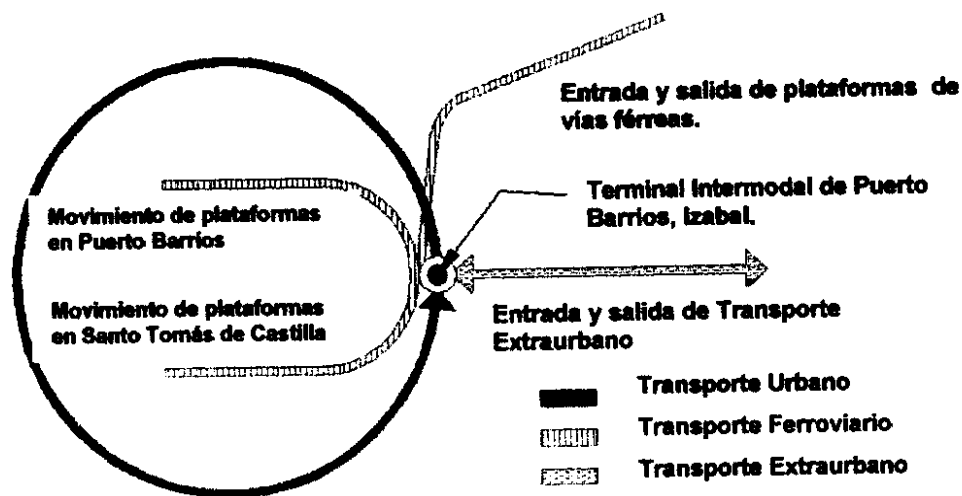 Entrada y salida de plataformas de
vías férreas.
Terminal Intermodal de Puerto
Barrios, Izabal.
Movimiento de plataformas
en Puerto Barrios
Movimiento de plataformas
en Santo Tomás de Castilla
Entrada y salida de Transporte
Extraurbano
Transporte Urbano
Transporte Ferroviario
Transporte Extraurbano